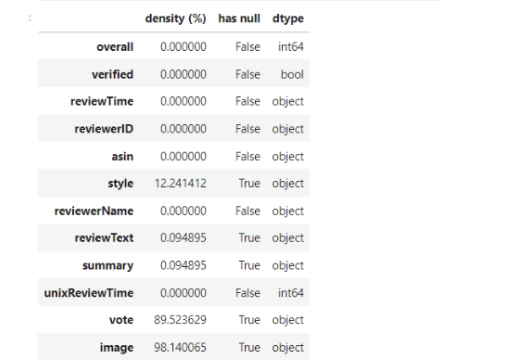 density (%) has null dtype
overall 0.000000 False int64
verified 0.000000 False bool
reviewTime 0.000000 False object
reviewerID 0.000000 False object
asin 0.000000 False object
style 12.241412 True object
reviewerName 0.000000 False object
reviewText 0.094895 True object
summary 0.094895 True object
unixReviewTime 0.000000 False int64
vote 89.523629 True object
image 98.140065 True object